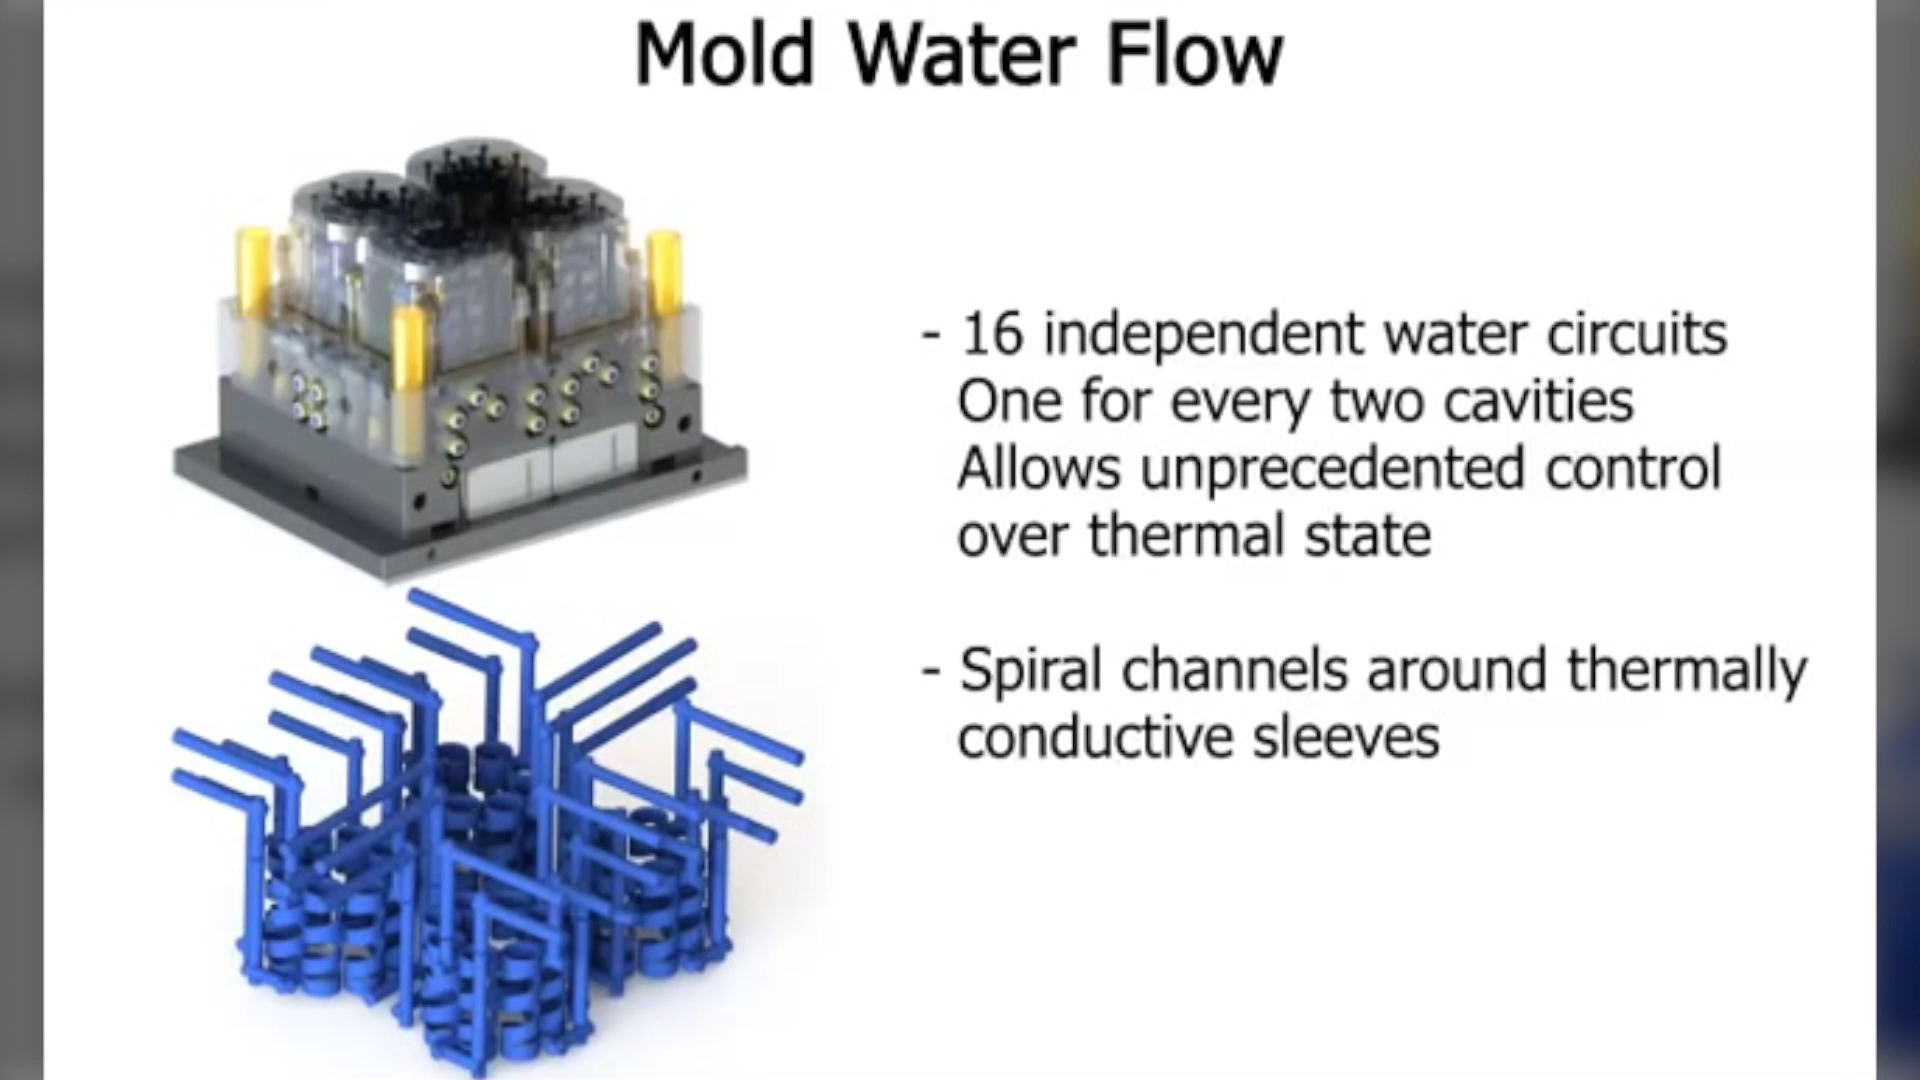 Mold Water Flow
- 16 independent water circuits
One for every two cavities
Allows unprecedented control
over thermal state
- Spiral channels around thermally
conductive sleeves